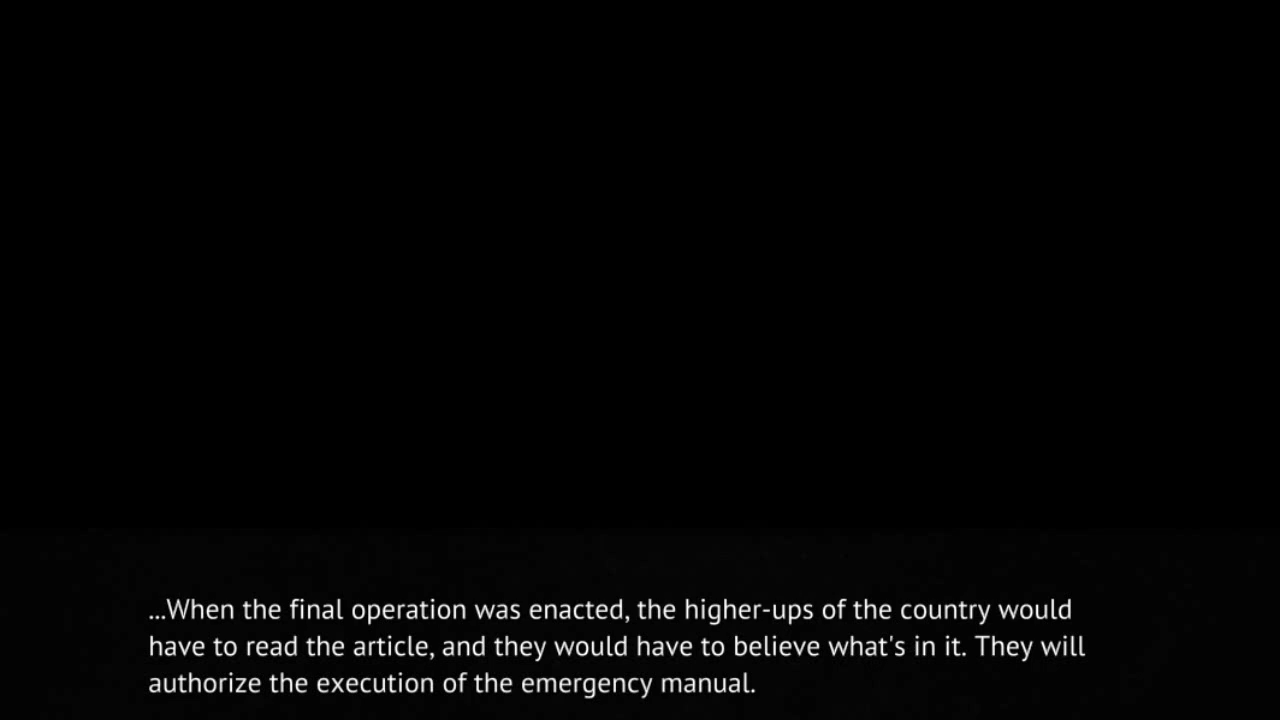 ...When the final operation was enacted, the higher-ups of the country would
have to read the article, and they would have to believe what's in it. They will
authorize the execution of the emergency manual.